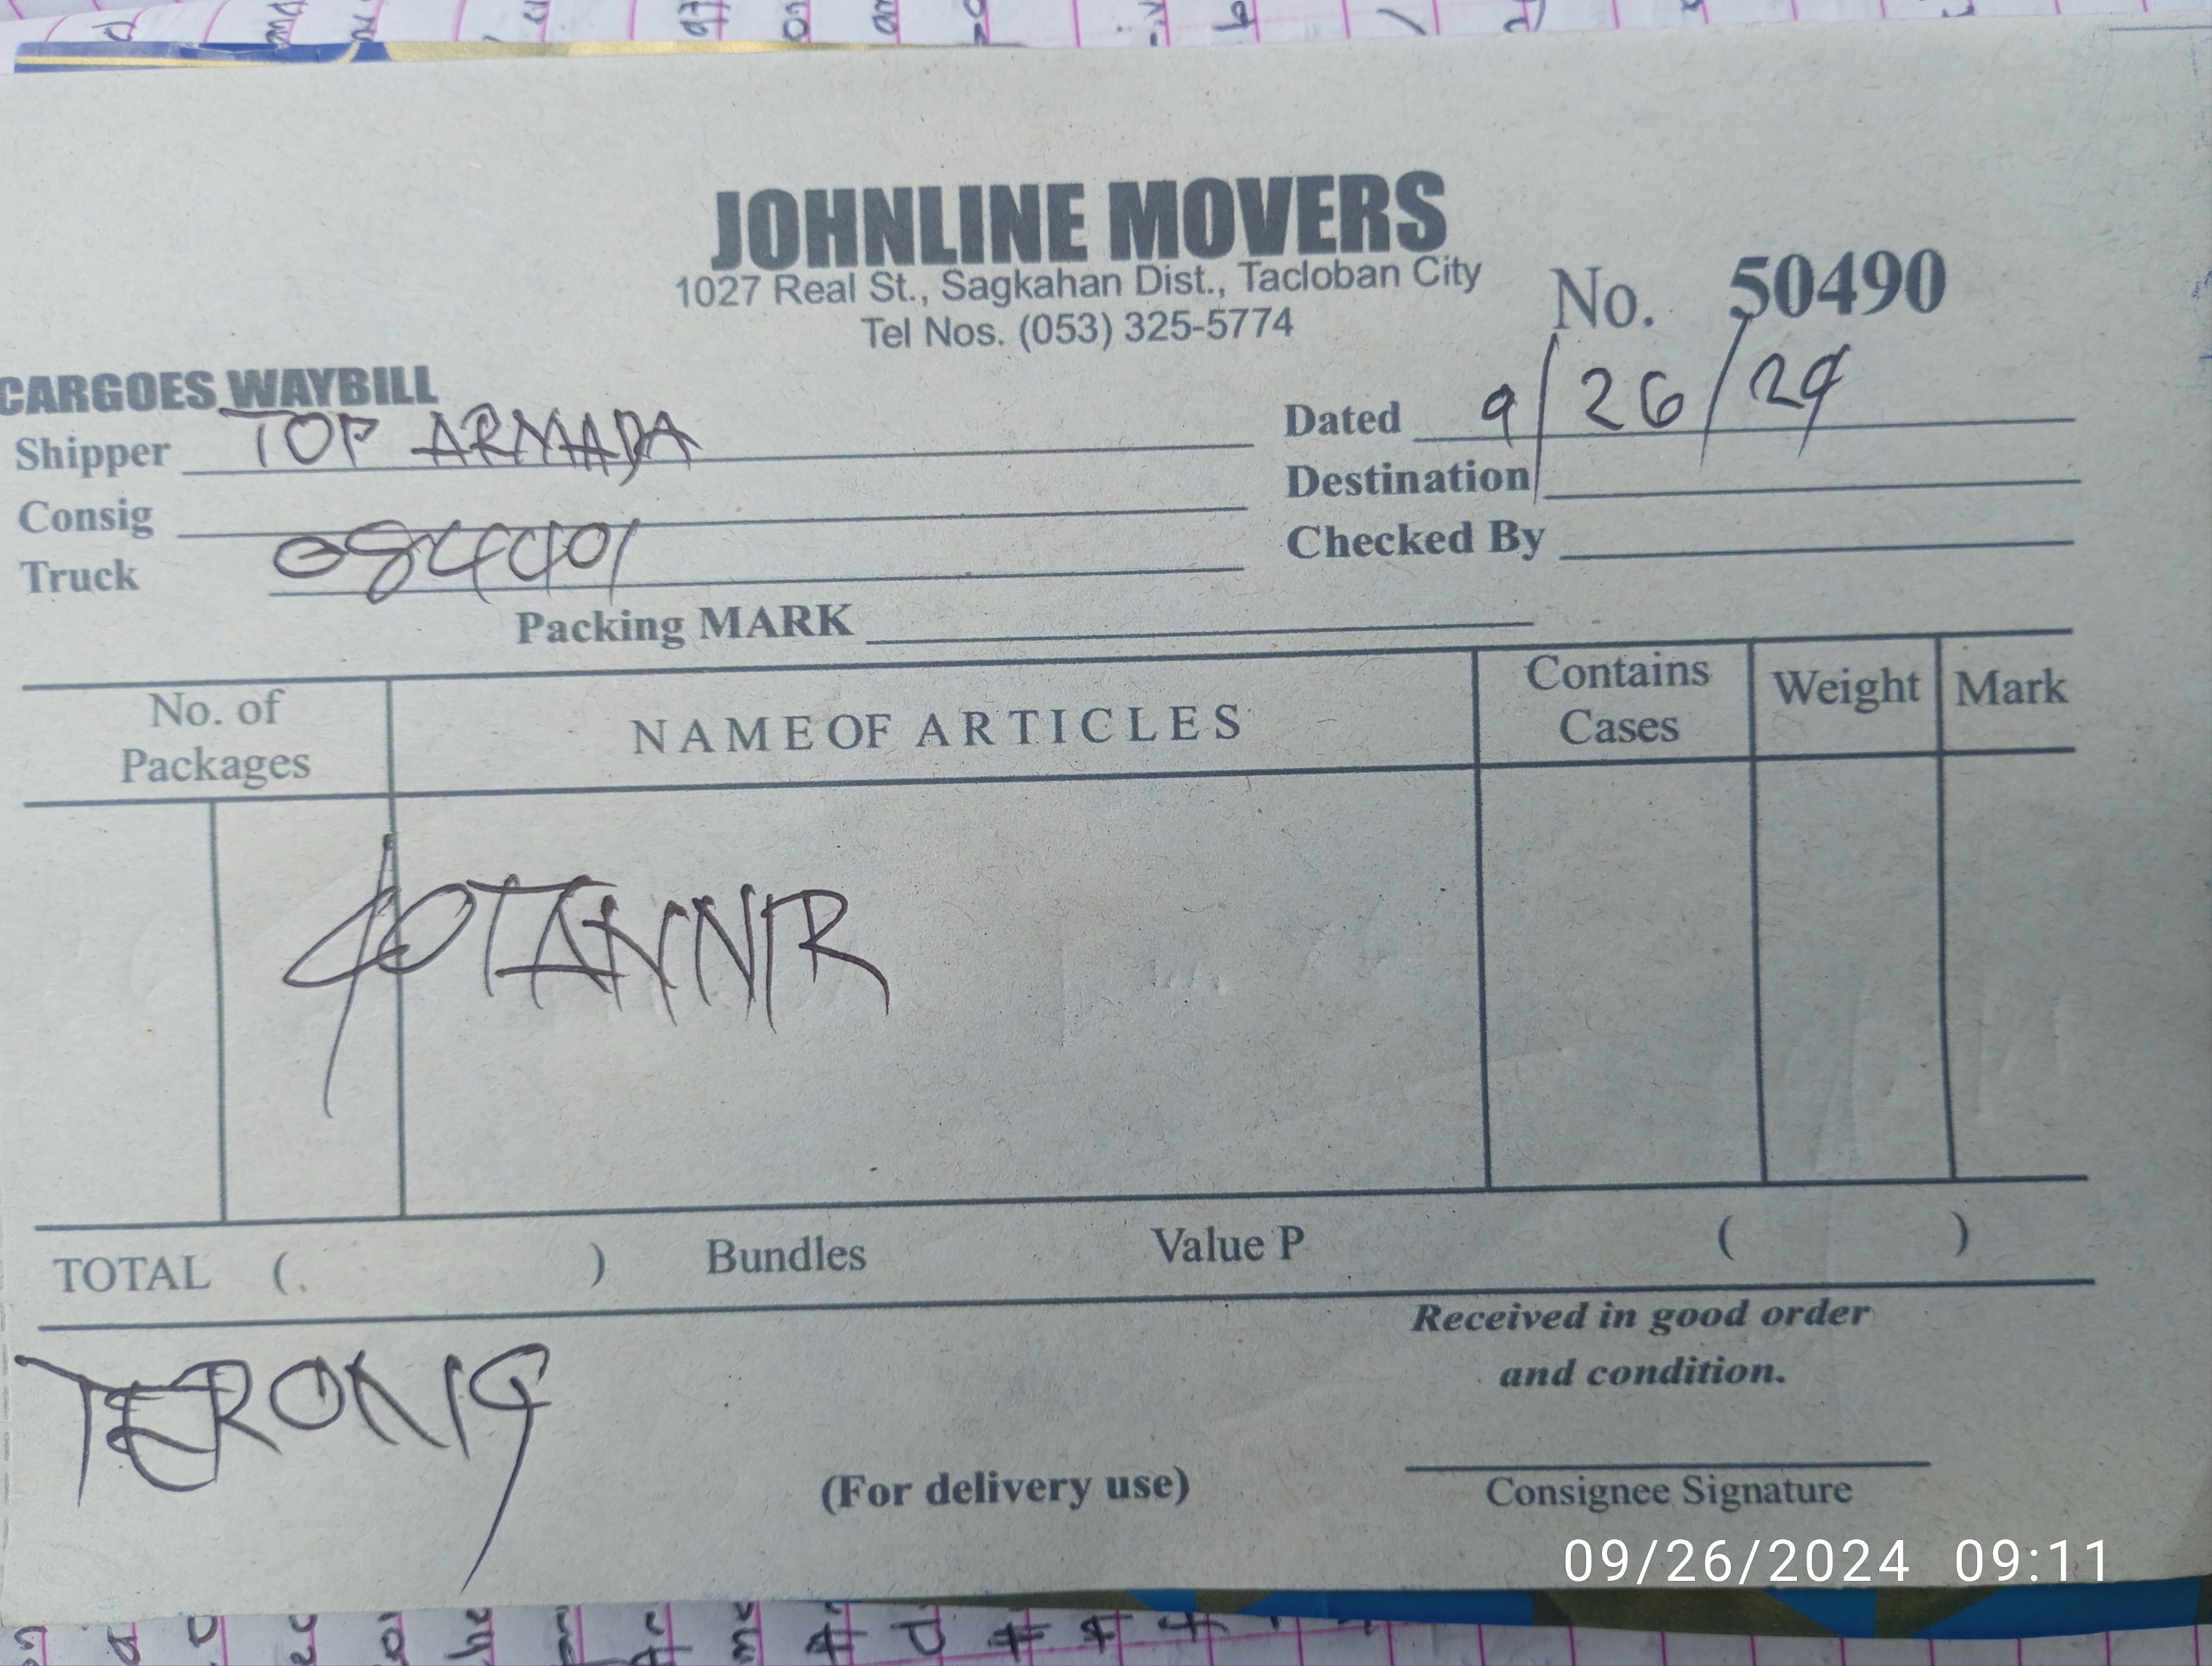 JOHNLINE MOVERS
1027 Real St., Sagkahan Dist., Tacloban City
Tel Nos. (053) 325-5774
No. 50490
CARGOES WAYBILL
Shipper TOP ARMADA
Dated 9/26/24
Consig
Destination
Truck
Checked By
Packing MARK
No. of Packages
NAME OF ARTICLES
Contains Cases
Weight
Mark
TOTAL ( ) Bundles Value P ( )
Received in good order
and condition.
(For delivery use)
Consignee Signature
09/26/2024 09:11